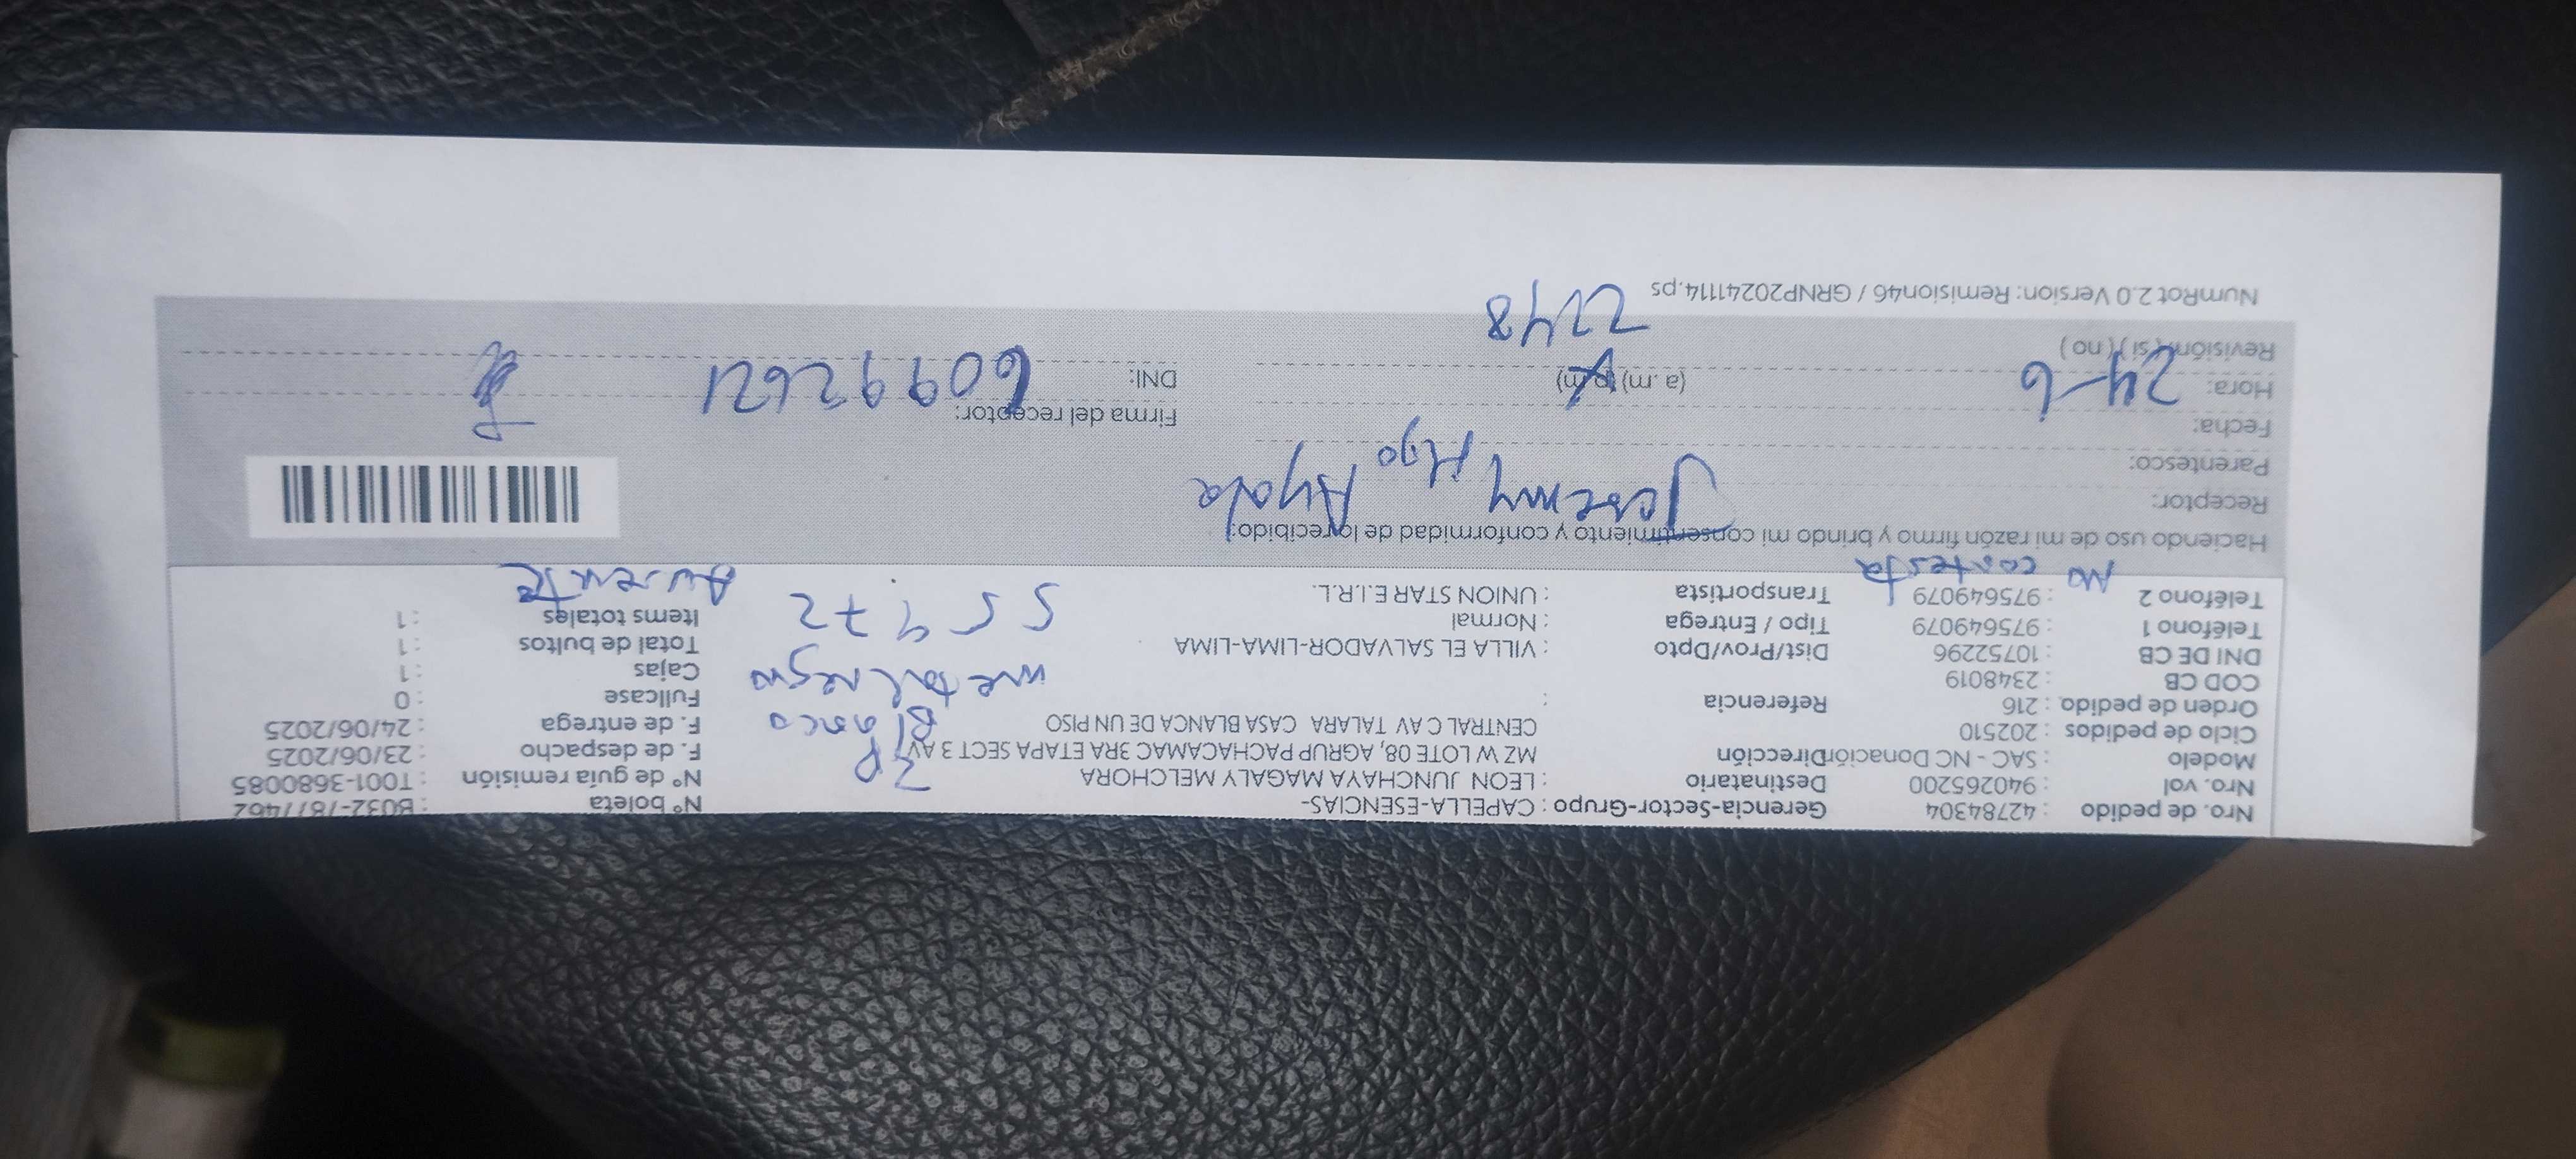 Nro. de pedido : 42784304 Gerencia-Sector-Grupo : CAPELLA-ESENCIAS- N° boleta : B032-7877462
Nro. vol : 940265200 Destinatario : LEON JUNCHAYA MAGALY MELCHORA N° de guía remisión : T001-3680085
Modelo : SAC - NC Donación Dirección MZ W LOTE 08, AGRUP PACHACAMAC 3RA ETAPA SECT 3 AV 3P F. de despacho : 23/06/2025
Ciclo de pedidos : 202510 CENTRAL C AV TALARA CASA BLANCA DE UN PISO Blanco F. de entrega : 24/06/2025
Orden de pedido : 216 Referencia : Fullcase : 0
COD CB : 2348019 metal negro Cajas : 1
DNI DE CB : 10752296 Dist/Prov/Dpto : VILLA EL SALVADOR-LIMA-LIMA Total de bultos : 1
Teléfono 1 : 975649079 Tipo / Entrega : Normal 55972 Items totales : 1
Teléfono 2 : 975649079 Transportista : UNION STAR E.I.R.L. Ausente
No contesta
Haciendo uso de mi razón firmo y brindo mi consentimiento y conformidad de lo recibido:
Receptor: Jeremy Ayala
Parentesco: Hijo
Fecha: 24-6 Firma del receptor:
Hora: (a.m) (p.m) DNI:
Revisión: (si) (no) 2248
NumRot 2.0 Version: Remision46 / GRNP20241114.ps